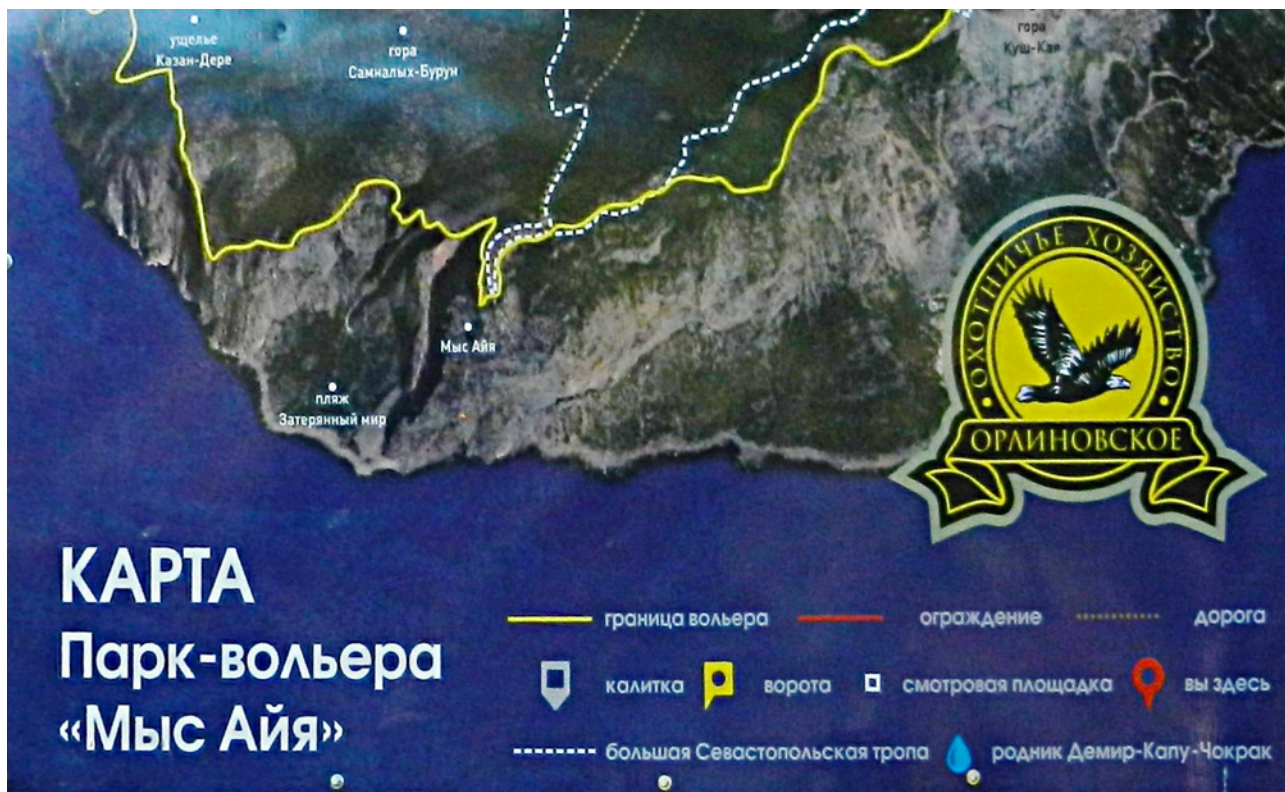 ущелье
Казан-Дере
гора
Самналых-Бурун
гора
Куш-Кая
Мыс Айя
пляж
Затерянный мир
ОХОТНИЧЬЕ ХОЗЯЙСТВО
ОРЛИНОВСКОЕ
КАРТА
Парк-вольера
«Мыс Айя»
граница вольера
ограждение
дорога
калитка
ворота
смотровая площадка
вы здесь
большая Севастопольская тропа
родник Демир-Капу-Чокрак